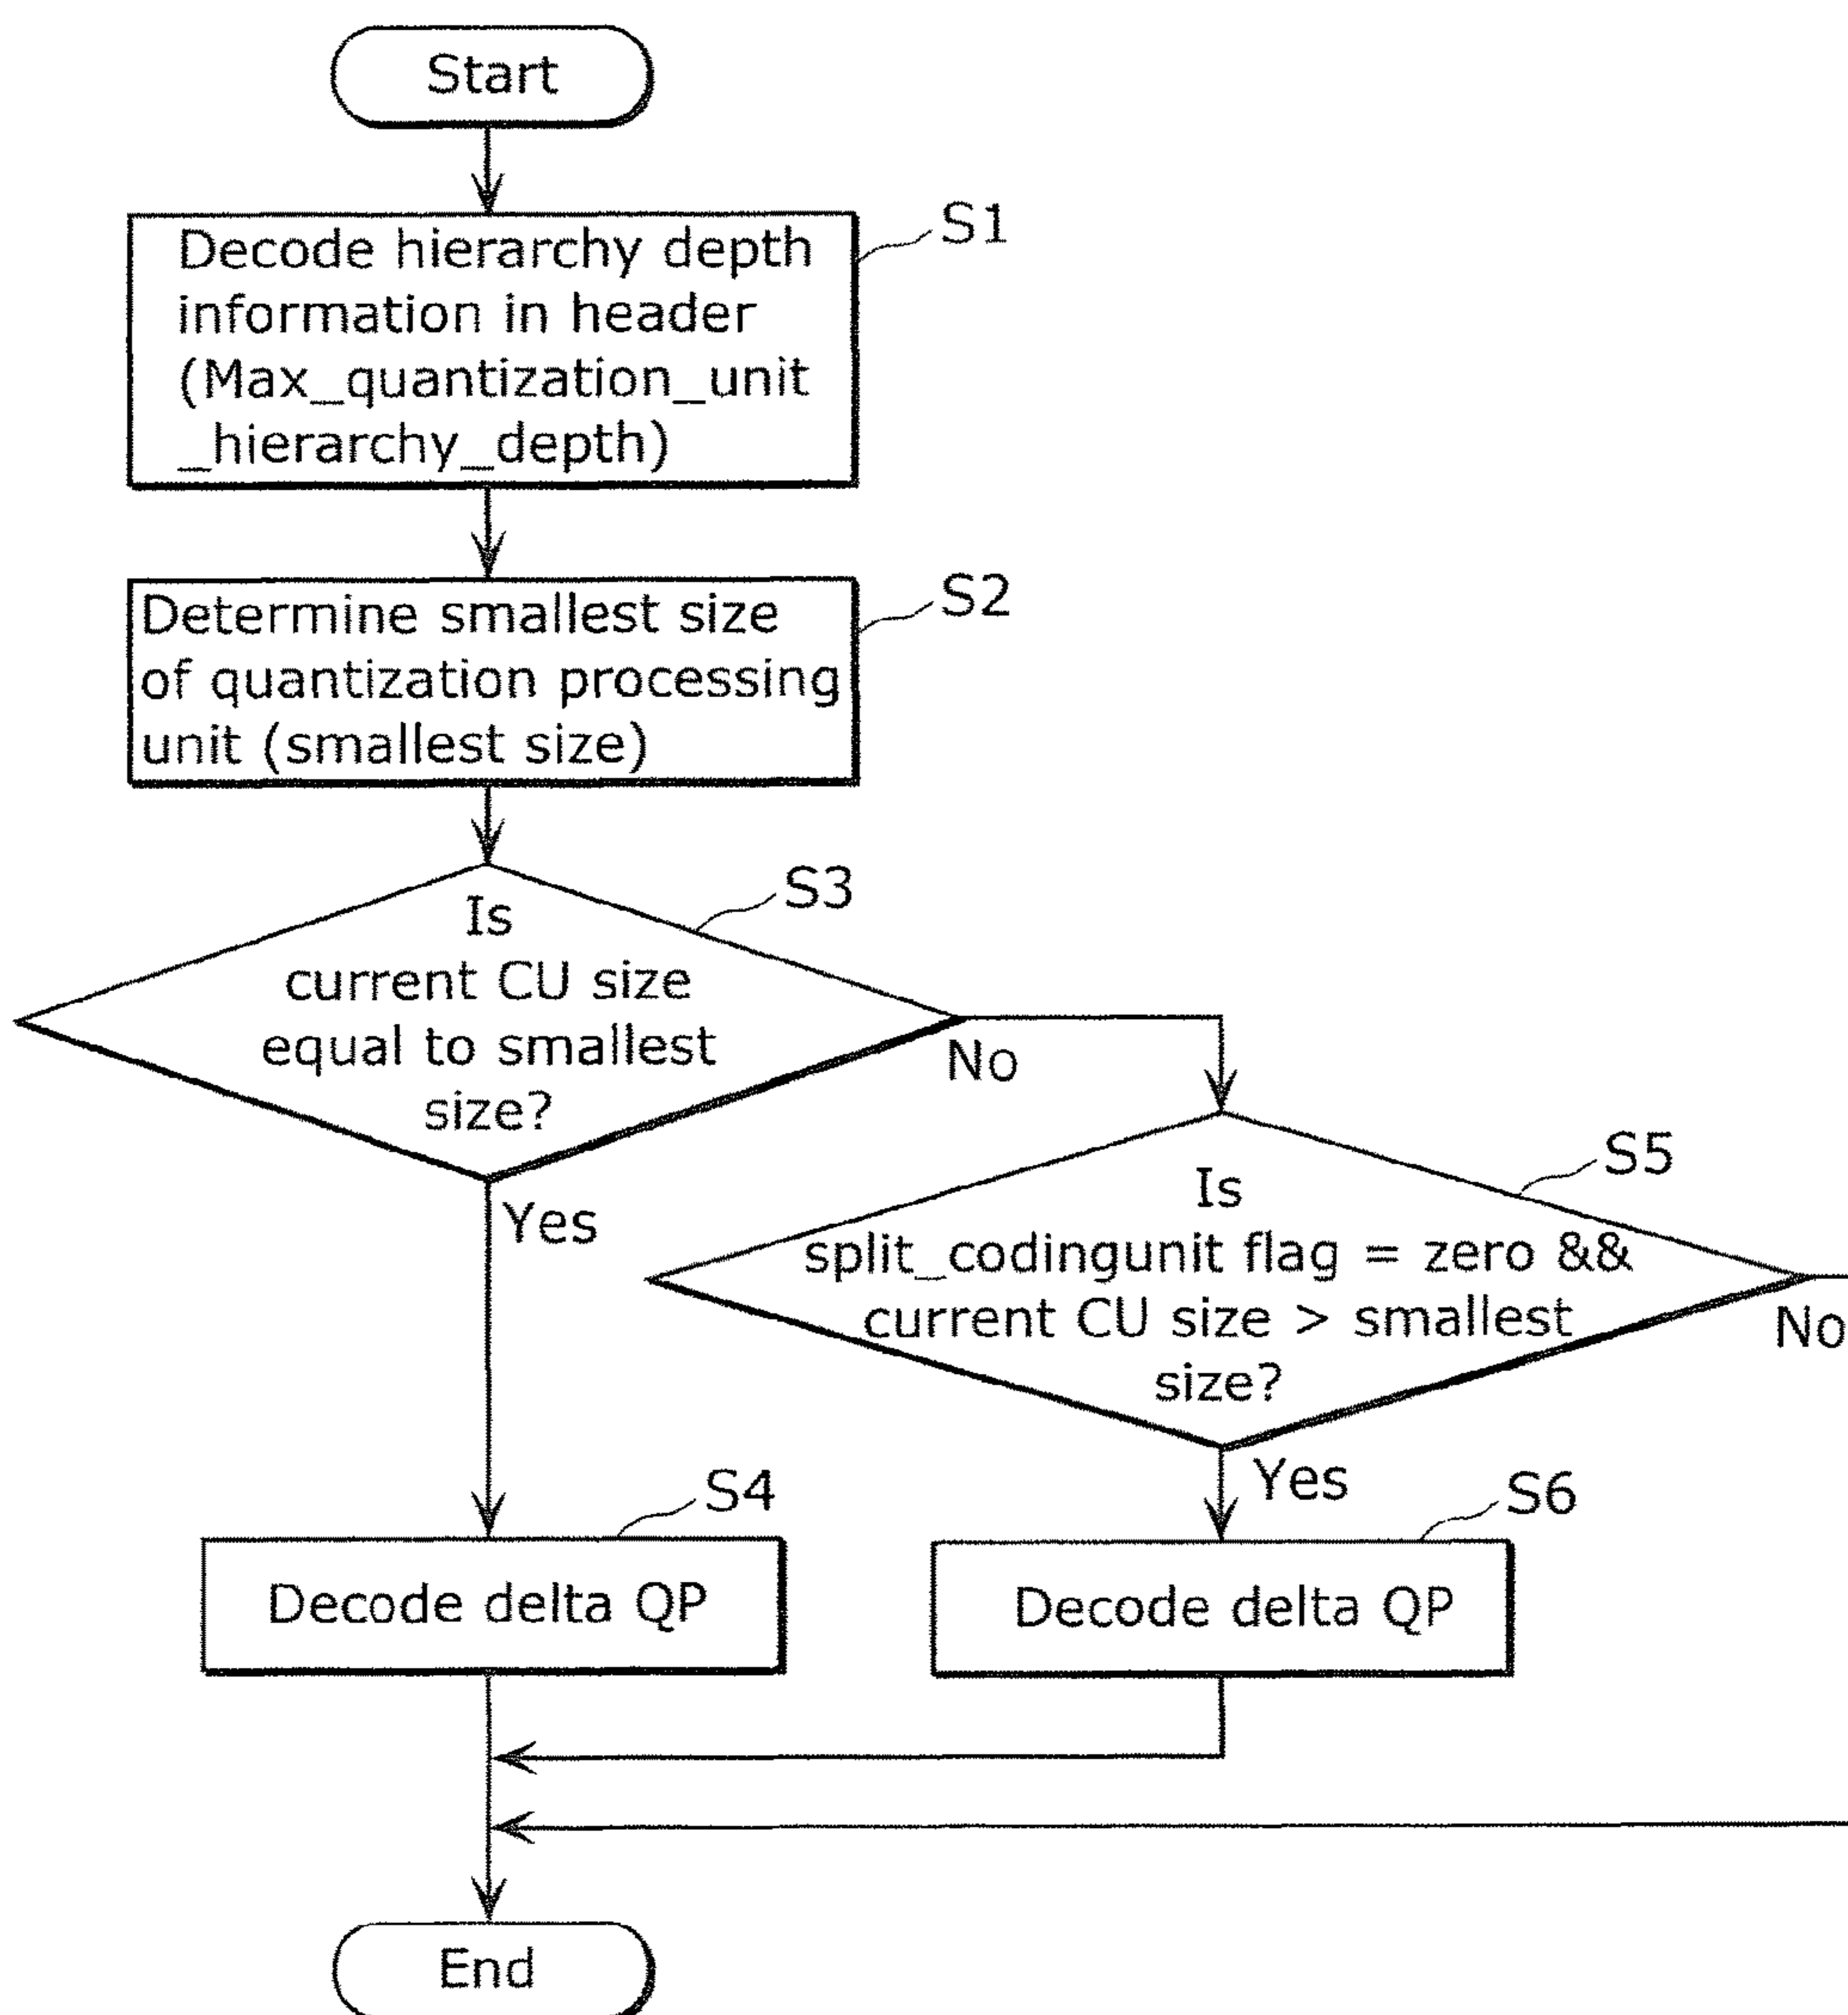 Start
S1
Decode hierarchy depth
information in header
(Max_quantization_unit
_hierarchy_depth)
S2
Determine smallest size
of quantization processing
unit (smallest size)
S3
Is
current CU size
equal to smallest
size?
No
Yes
S5
Is
split_codingunit flag = zero &&
current CU size > smallest
size?
No
Yes
S4
Decode delta QP
S6
Decode delta QP
End